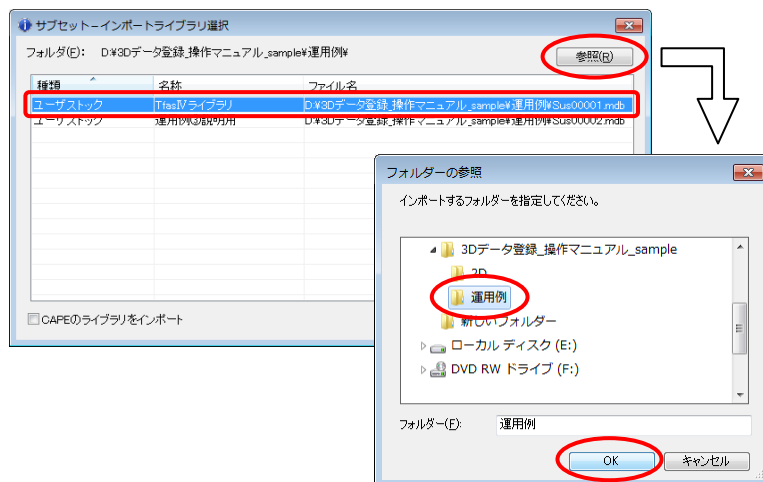 サブセット－インポートライブラリ選択
フォルダ(F): D:¥3Dデータ登録_操作マニュアル_sample¥運用例¥
参照(R)
種類 名称 ファイル名
ユーザストック TfasⅣライブラリ D:¥3Dデータ登録_操作マニュアル_sample¥運用例¥Sus00001.mdb
ユーザストック 運用例③説明用 D:¥3Dデータ登録_操作マニュアル_sample¥運用例¥Sus00002.mdb
CAPEのライブラリをインポート
フォルダーの参照
インポートするフォルダーを指定してください。
3Dデータ登録_操作マニュアル_sample
2D
運用例
新しいフォルダー
ローカル ディスク (E:)
DVD RW ドライブ (F:)
フォルダー(F): 運用例
OK キャンセル